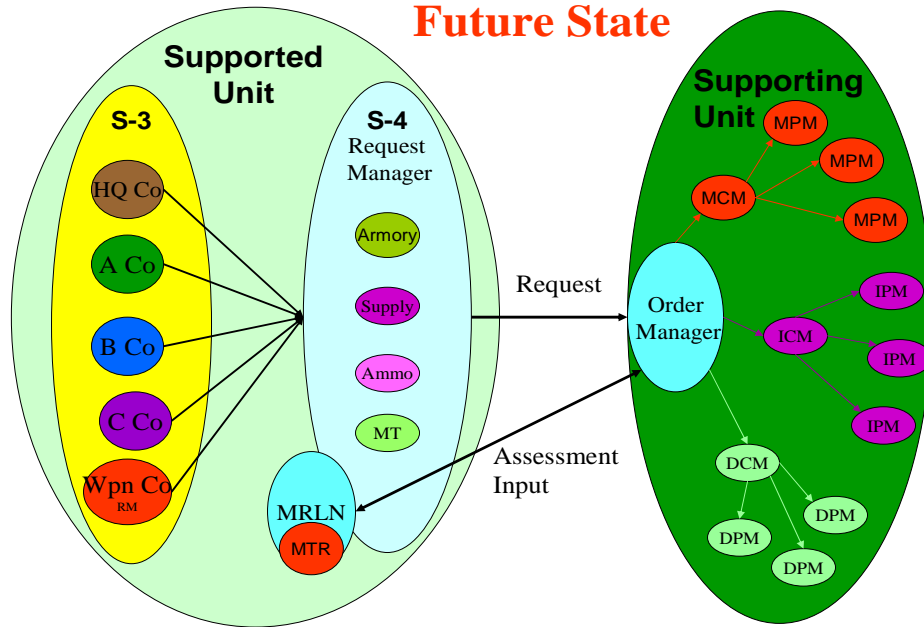 Future State
Supported
Unit
S-3
HQ Co
A Co
B Co
C Co
Wpn Co
RM
S-4
Request
Manager
Armory
Supply
Ammo
MT
MRLN
MTR
Request
Assessment
Input
Supporting
Unit
Order
Manager
MCM
MPM
MPM
MPM
ICM
IPM
IPM
IPM
DCM
DPM
DPM
DPM